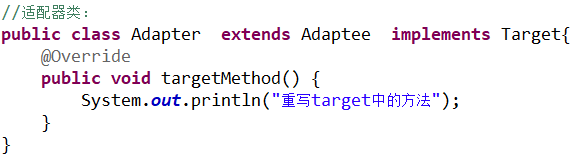 //适配器类:
public class Adapter  extends Adaptee  implements Target{
    @Override
    public void targetMethod() {
        System.out.println("重写target中的方法");
    }
}